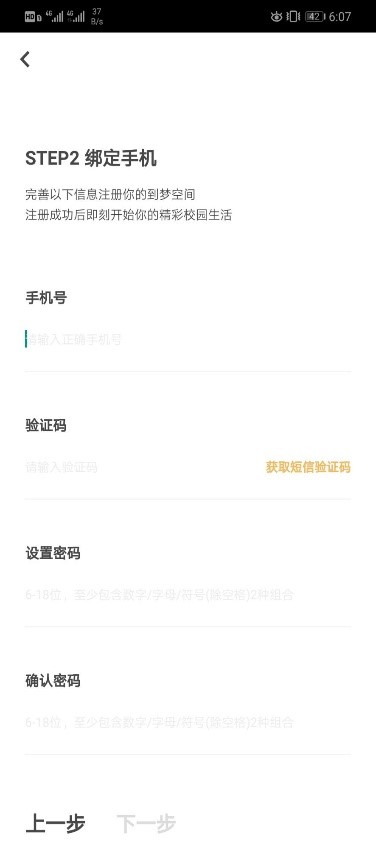 HD 4G 4G 37 B/s 42 6:07
STEP2 绑定手机
完善以下信息注册你的到梦空间
注册成功后即刻开始你的精彩校园生活
手机号
请输入正确手机号
验证码
请输入验证码 获取短信验证码
设置密码
6-18位，至少包含数字/字母/符号(除空格)2种组合
确认密码
6-18位，至少包含数字/字母/符号(除空格)2种组合
上一步 下一步